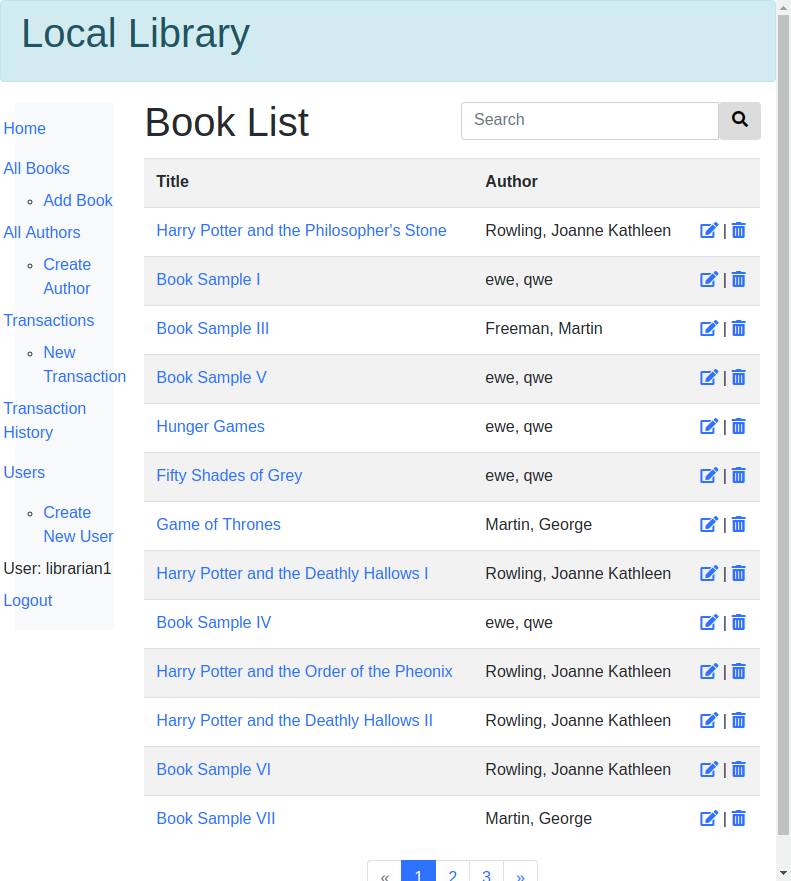 Local Library
Home
All Books
Add Book
All Authors
Create
Author
Transactions
New
Transaction
Transaction
History
Users
Create
New User
User: librarian1
Logout
Book List
Search
Title Author
Harry Potter and the Philosopher's Stone Rowling, Joanne Kathleen |
Book Sample I ewe, qwe |
Book Sample III Freeman, Martin |
Book Sample V ewe, qwe |
Hunger Games ewe, qwe |
Fifty Shades of Grey ewe, qwe |
Game of Thrones Martin, George |
Harry Potter and the Deathly Hallows I Rowling, Joanne Kathleen |
Book Sample IV ewe, qwe |
Harry Potter and the Order of the Pheonix Rowling, Joanne Kathleen |
Harry Potter and the Deathly Hallows II Rowling, Joanne Kathleen |
Book Sample VI Rowling, Joanne Kathleen |
Book Sample VII Martin, George |
« 1 2 3 »